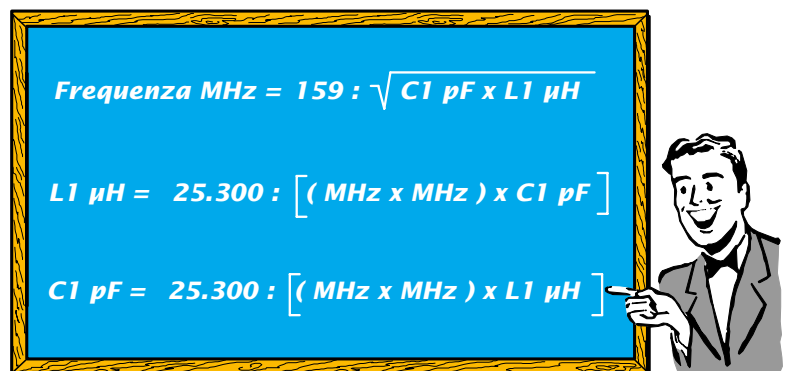 Frequenza MHz = 159 : √ C1 pF x L1 µH
L1 µH = 25.300 : [( MHz x MHz ) x C1 pF ]
C1 pF = 25.300 : [( MHz x MHz ) x L1 µH ]